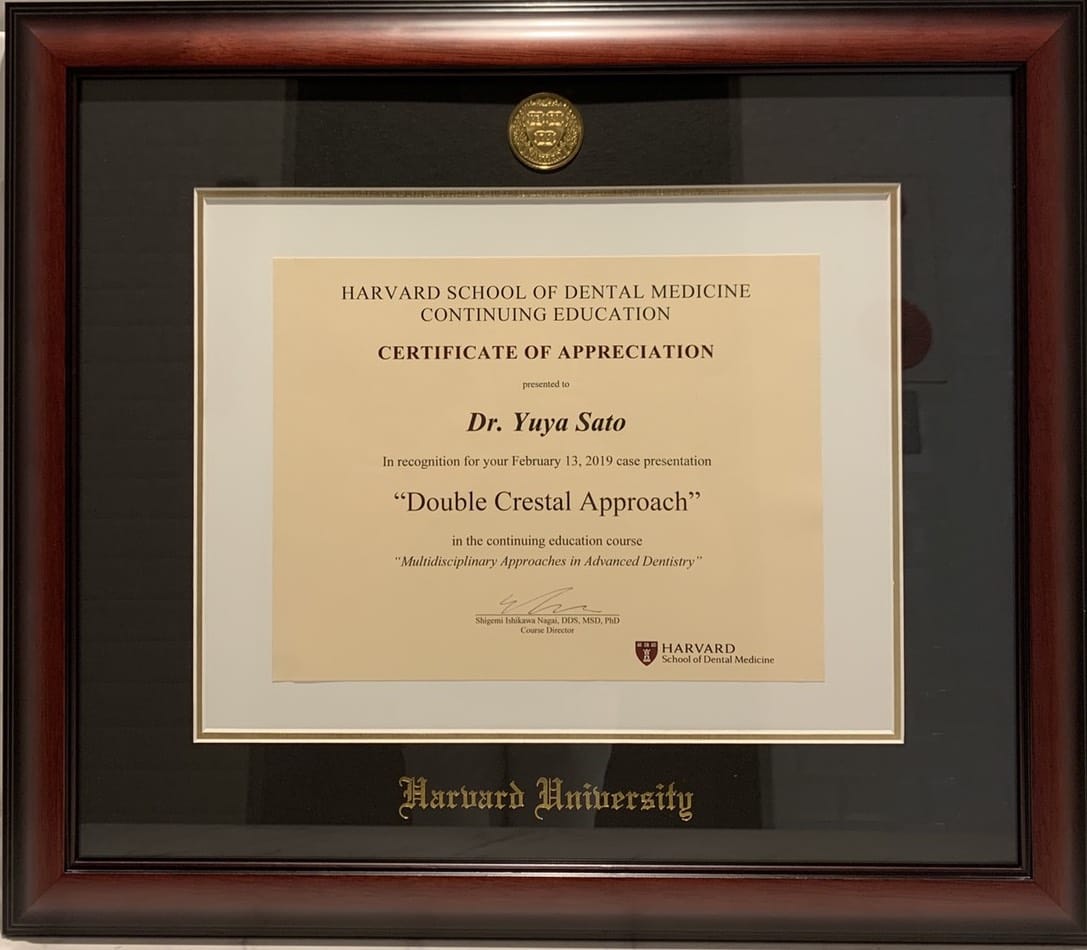 HARVARD SCHOOL OF DENTAL MEDICINE
CONTINUING EDUCATION
CERTIFICATE OF APPRECIATION
presented to
Dr. Yuya Sato
In recognition for your February 13, 2019 case presentation
“Double Crestal Approach”
in the continuing education course
“Multidisciplinary Approaches in Advanced Dentistry”
Shigemi Ishikawa Nagai, DDS, MSD, PhD
Course Director
HARVARD
School of Dental Medicine
Harvard University